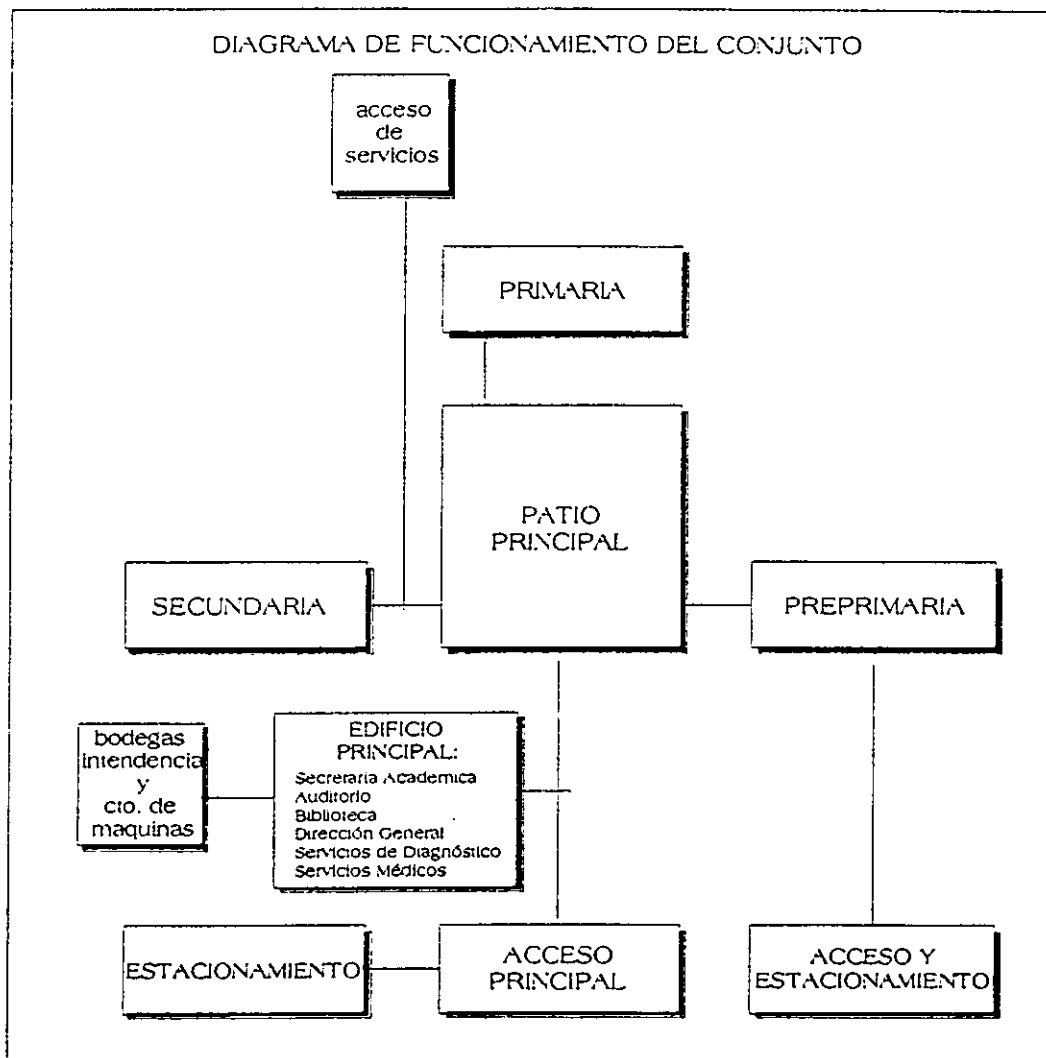 DIAGRAMA DE FUNCIONAMIENTO DEL CONJUNTO
acceso
de
servicios
PRIMARIA
PATIO
PRINCIPAL
SECUNDARIA
PREPRIMARIA
bodegas
intendencia
y
cto. de
maquinas
EDIFICIO
PRINCIPAL:
Secretaria Academica
Auditorio
Biblioteca
Dirección General
Servicios de Diagnóstico
Servicios Médicos
ESTACIONAMIENTO
ACCESO
PRINCIPAL
ACCESO Y
ESTACIONAMIENTO